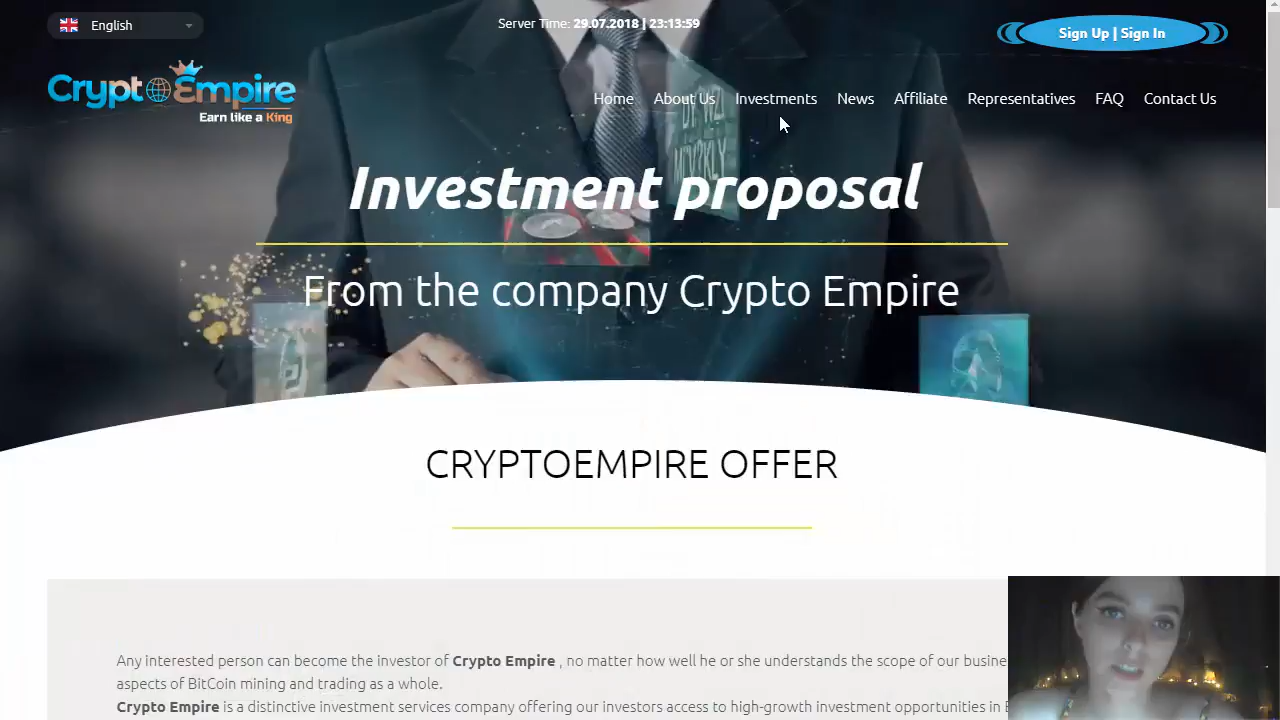 English
Server Time: 29.07.2018 | 23:13:59
Sign Up | Sign In
Crypto Empire
Earn like a King
Home About Us Investments News Affiliate Representatives FAQ Contact Us
Investment proposal
From the company Crypto Empire
CRYPTOEMPIRE OFFER
Any interested person can become the investor of Crypto Empire , no matter how well he or she understands the scope of our
aspects of BitCoin mining and trading as a whole.
Crypto Empire is a distinctive investment services company offering our investors access to high-growth investment opportunities in